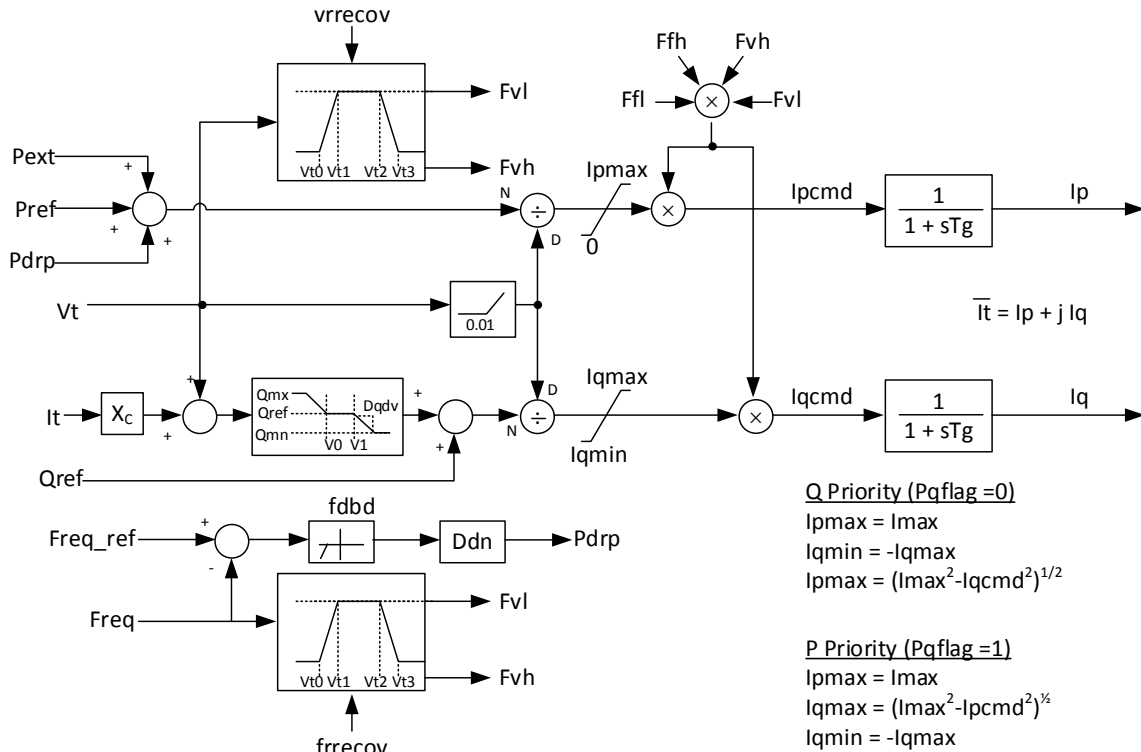 vrrecov
Ffh
Fvh
Ffl
×
Fvl
Fvl
Fvh
Vt0 Vt1 Vt2 Vt3
Pext
+
Pref
+
Pdrp
+
N
÷
D
Ipmax
0
×
Ipcmd
1
1 + sTg
Ip
Vt
0.01
It = Ip + j Iq
It
XC
+
+
Qmx
Qref
Qmn
Dqdv
V0 V1
+
+
N
÷
D
Iqmax
Iqmin
×
Iqcmd
1
1 + sTg
Iq
Qref
fdbd
Freq_ref
+
-
Ddn
Pdrp
Freq
Fvl
Fvh
Vt0 Vt1 Vt2 Vt3
frrecov
Q Priority (Pqflag =0)
Ipmax = Imax
Iqmin = -Iqmax
Ipmax = (Imax²-Iqcmd²)^1/2
P Priority (Pqflag =1)
Ipmax = Imax
Iqmax = (Imax²-Ipcmd²)^½
Iqmin = -Iqmax